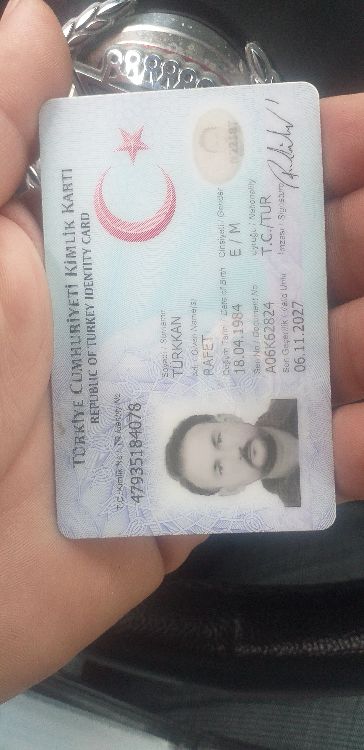 TÜRKİYE CUMHURİYETİ KİMLİK KARTI
REPUBLIC OF TURKEY IDENTITY CARD
T.C. Kimlik No / TR Identity No
47935184078
Soyadı / Surname
TÜRKKAN
Adı / Given Name(s)
RAFET
Doğum Tarihi / Date of Birth
18.04.1984
Cinsiyeti / Gender
E / M
Seri No / Document No
A06K62824
Uyruğu / Nationality
T.C./TUR
Son Geçerlilik / Valid Until
06.11.2027
İmzası / Signature